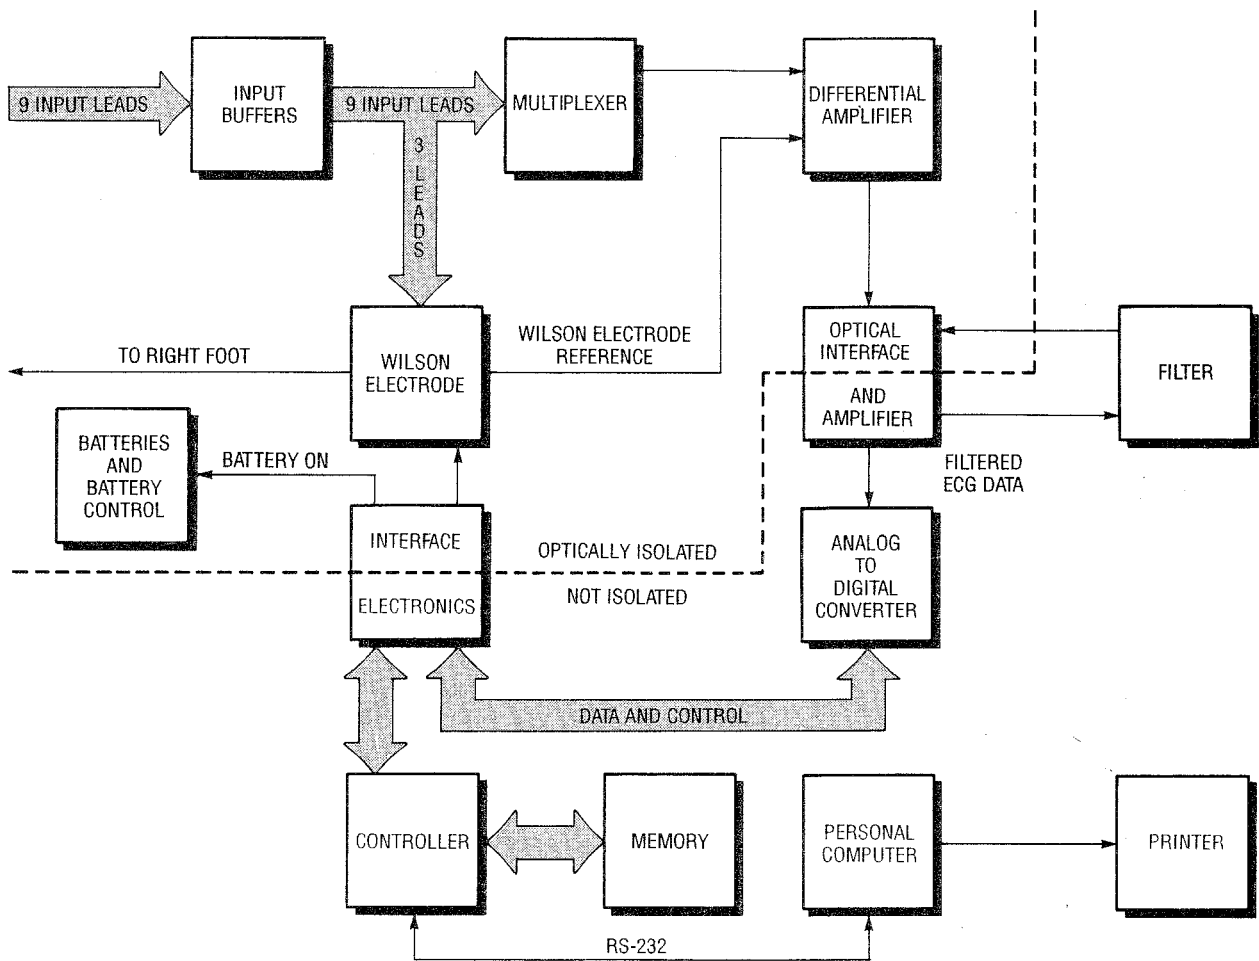 9 INPUT LEADS
INPUT
BUFFERS
9 INPUT LEADS
3 LEADS
MULTIPLEXER
DIFFERENTIAL
AMPLIFIER
TO RIGHT FOOT
WILSON
ELECTRODE
WILSON ELECTRODE
REFERENCE
OPTICAL
INTERFACE
AND
AMPLIFIER
FILTER
BATTERIES
AND
BATTERY
CONTROL
BATTERY ON
INTERFACE
ELECTRONICS
OPTICALLY ISOLATED
NOT ISOLATED
FILTERED
ECG DATA
ANALOG
TO
DIGITAL
CONVERTER
DATA AND CONTROL
CONTROLLER
MEMORY
PERSONAL
COMPUTER
PRINTER
RS-232